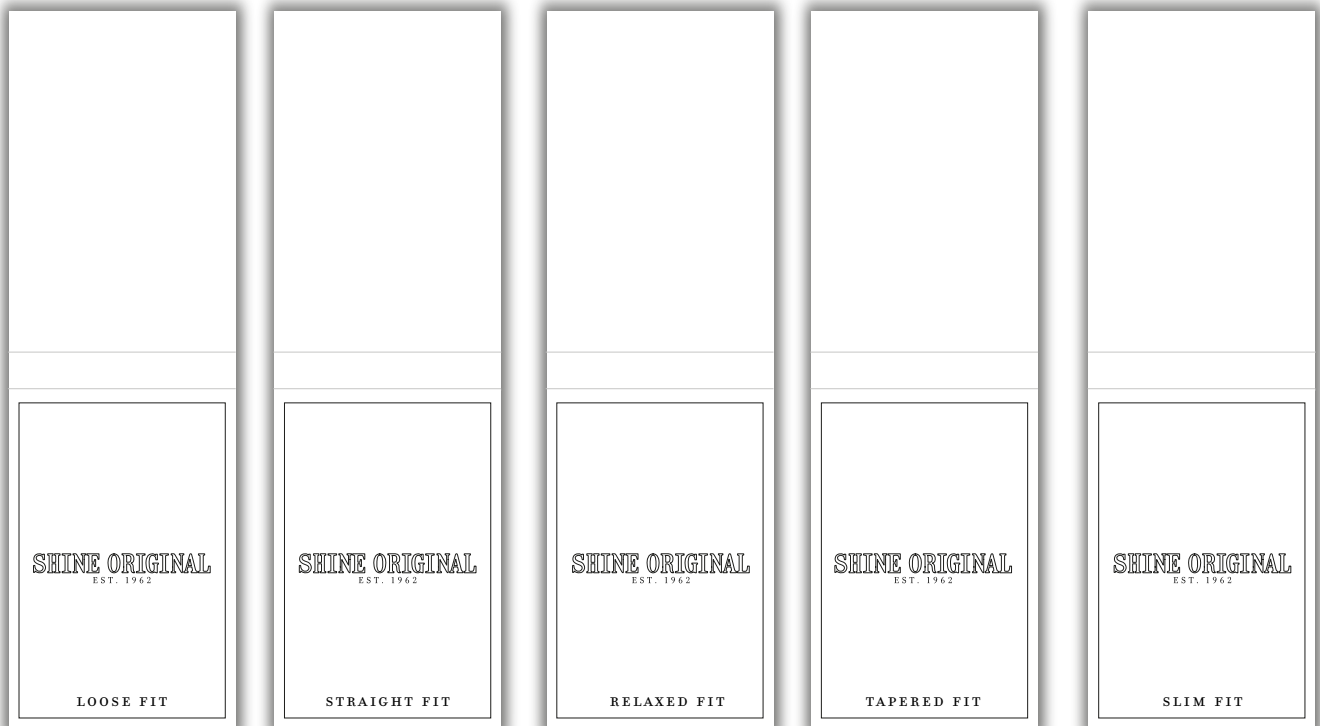 SHINE ORIGINAL
EST. 1962
LOOSE FIT
SHINE ORIGINAL
EST. 1962
STRAIGHT FIT
SHINE ORIGINAL
EST. 1962
RELAXED FIT
SHINE ORIGINAL
EST. 1962
TAPERED FIT
SHINE ORIGINAL
EST. 1962
SLIM FIT